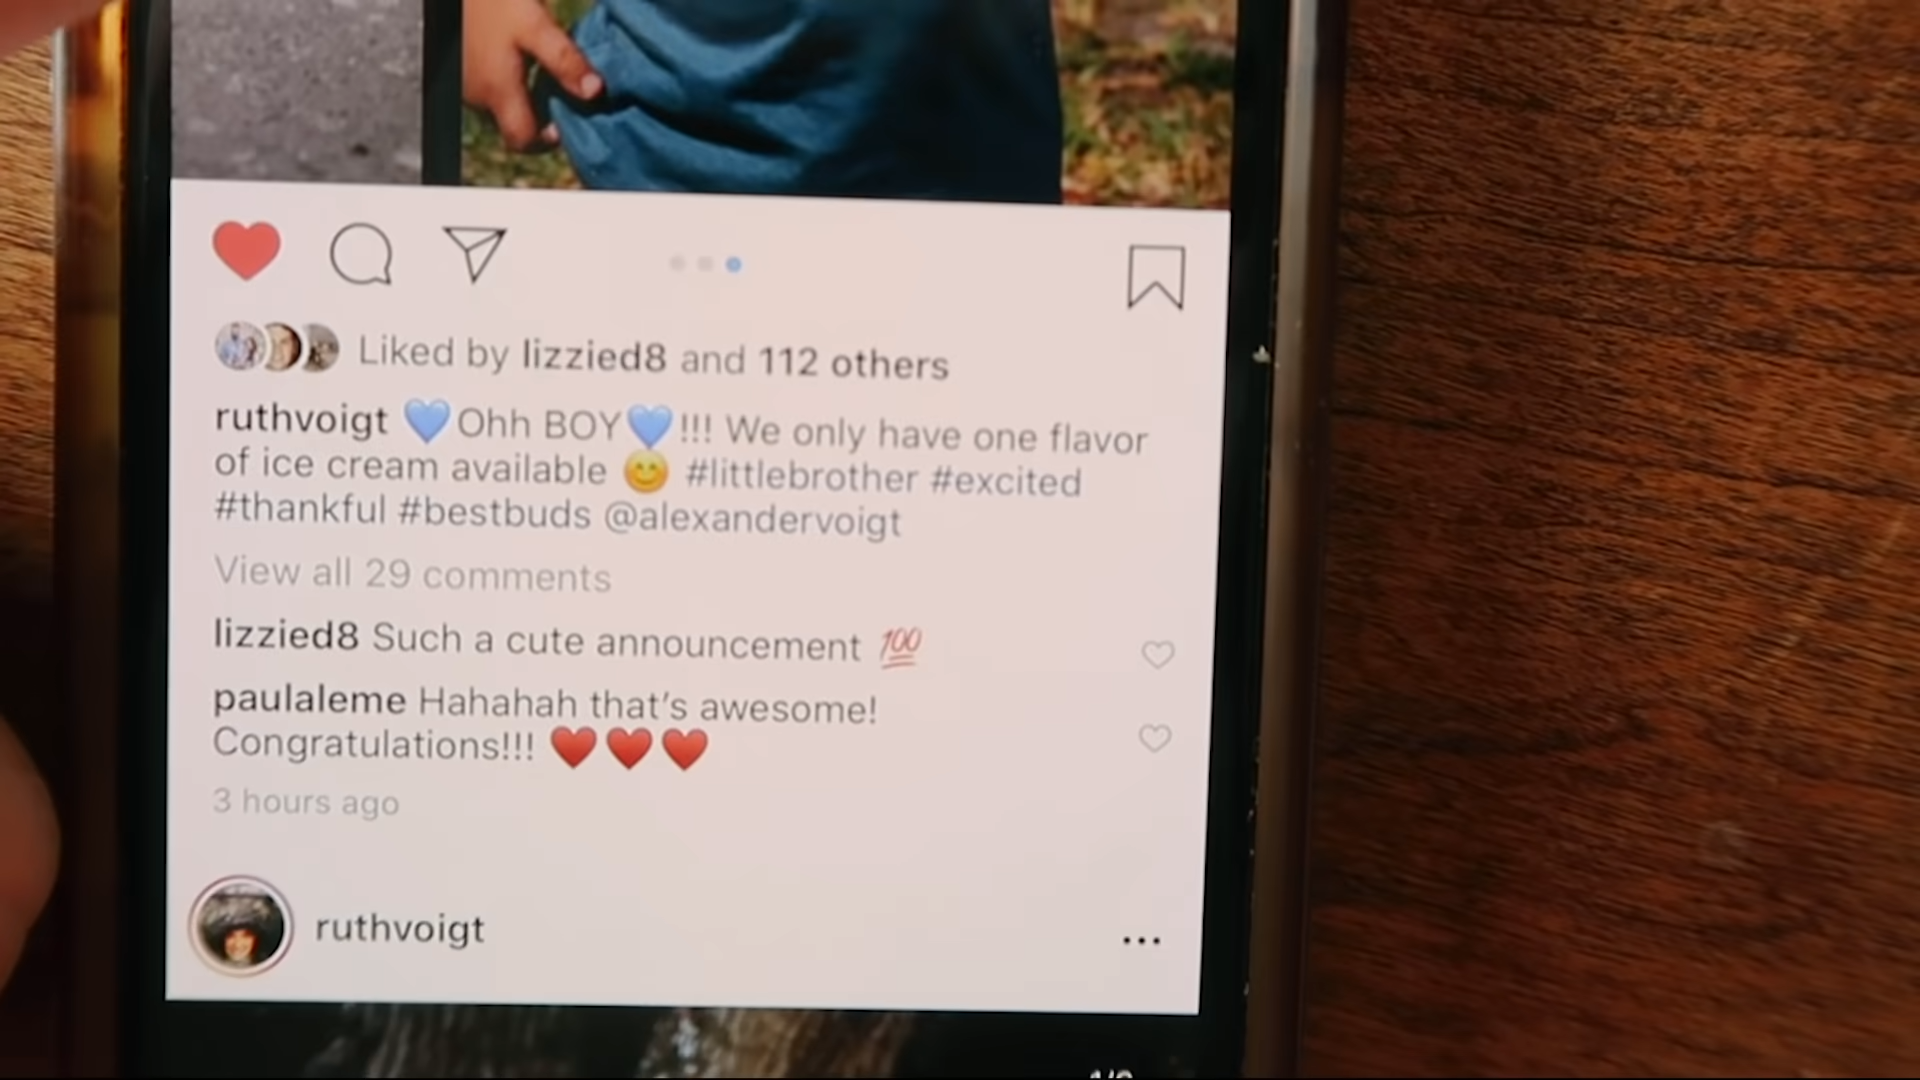 Liked by lizzied8 and 112 others
ruthvoigt 💙Ohh BOY💙!!! We only have one flavor
of ice cream available 😊 #littlebrother #excited
#thankful #bestbuds @alexandervoigt
View all 29 comments
lizzied8 Such a cute announcement 💯
paulaleme Hahahah that’s awesome!
Congratulations!!! ❤️❤️❤️
3 hours ago
ruthvoigt